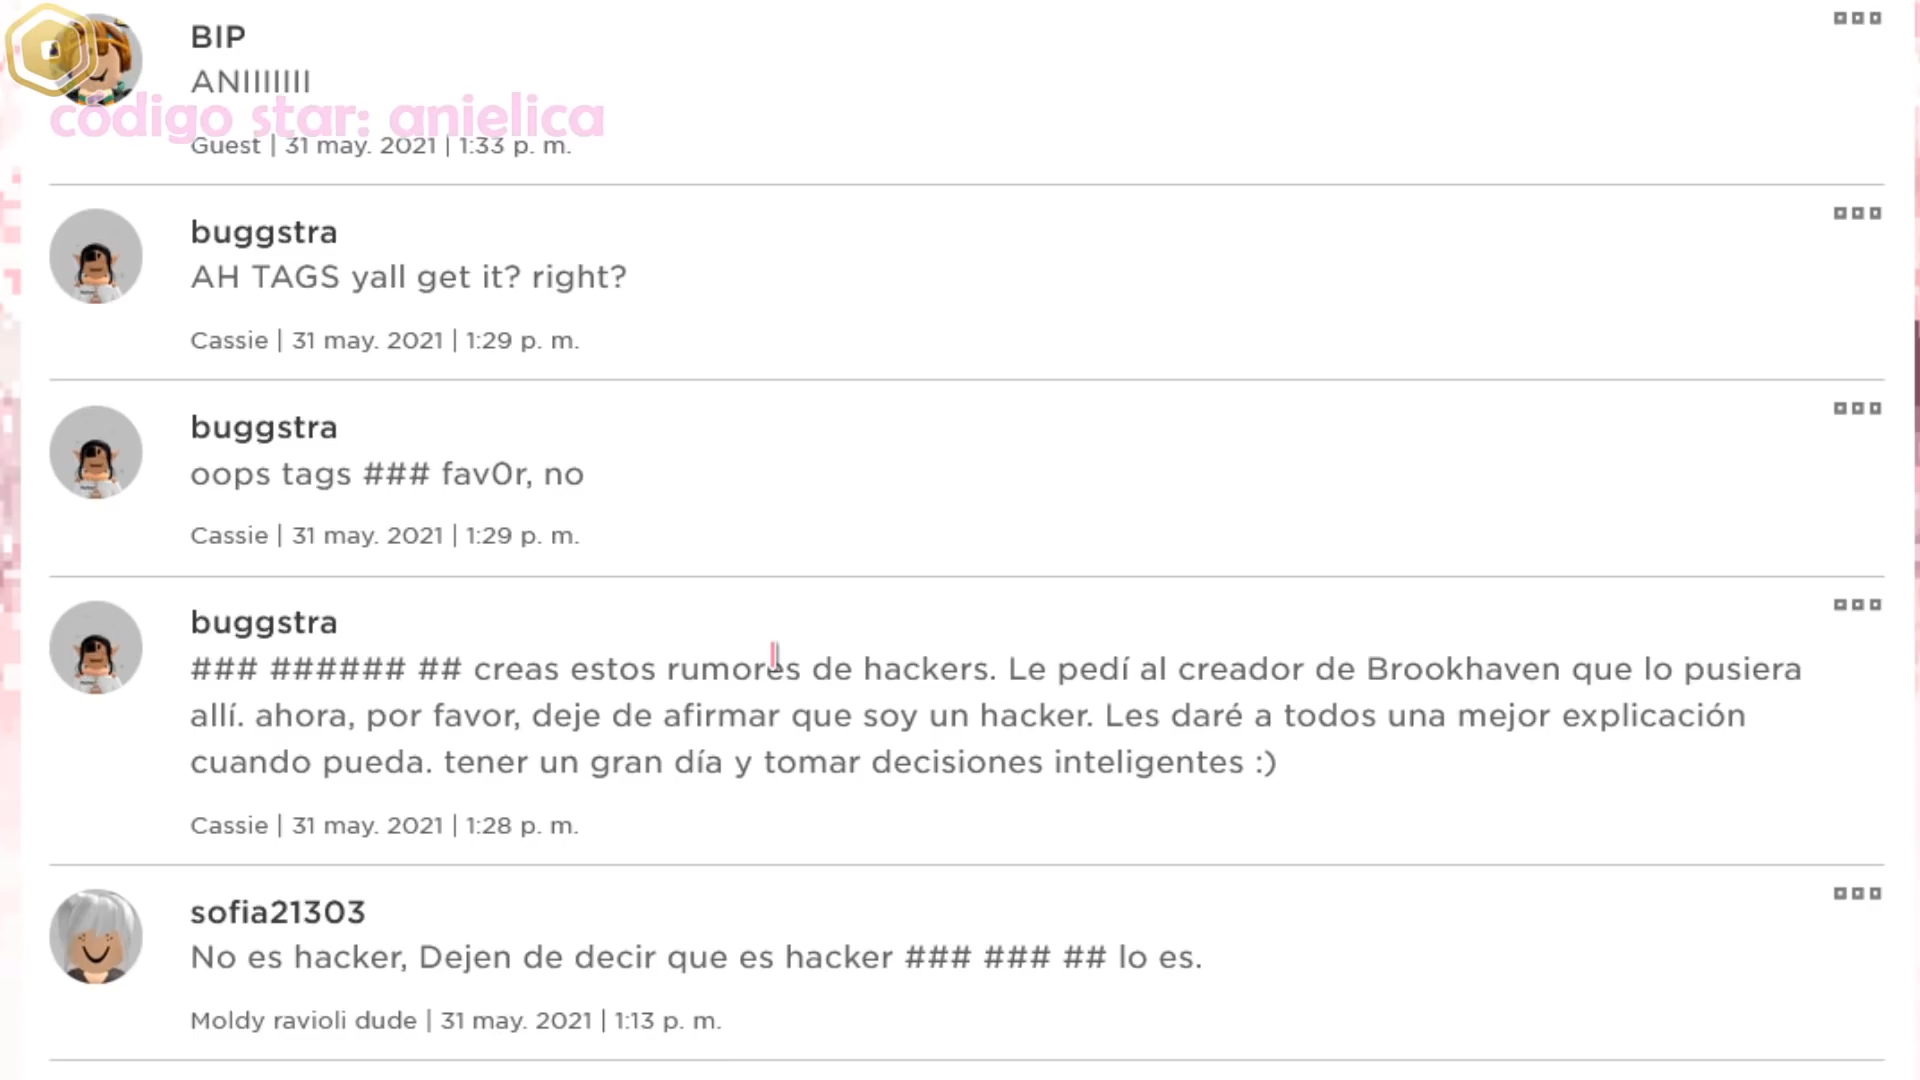 BIP
ANIIIIIII
código star: anielica
Guest | 31 may. 2021 | 1:33 p. m.
buggstra
AH TAGS yall get it? right?
Cassie | 31 may. 2021 | 1:29 p. m.
buggstra
oops tags ### fav0r, no
Cassie | 31 may. 2021 | 1:29 p. m.
buggstra
### ###### ## creas estos rumores de hackers. Le pedí al creador de Brookhaven que lo pusiera
allí. ahora, por favor, deje de afirmar que soy un hacker. Les daré a todos una mejor explicación
cuando pueda. tener un gran día y tomar decisiones inteligentes :)
Cassie | 31 may. 2021 | 1:28 p. m.
sofia21303
No es hacker, Dejen de decir que es hacker ### ### ## lo es.
Moldy ravioli dude | 31 may. 2021 | 1:13 p. m.